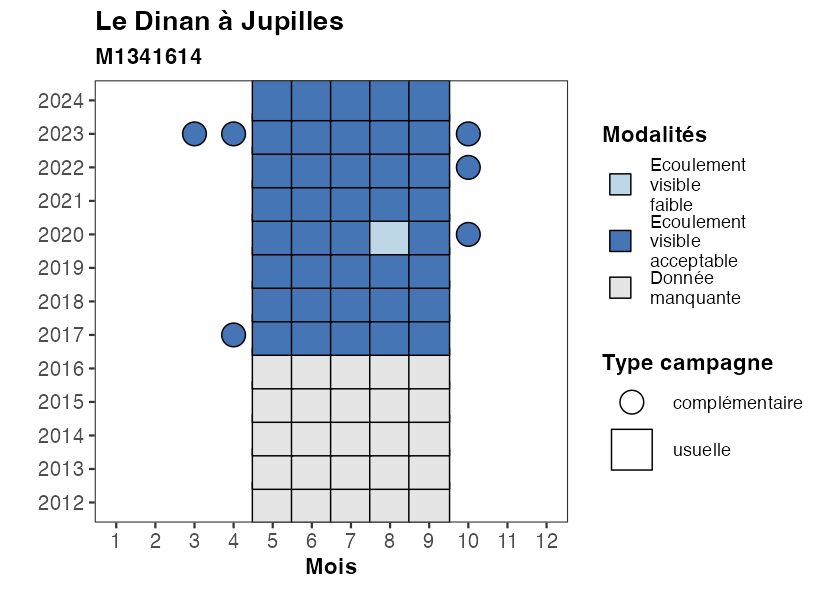 Le Dinan à Jupilles
M1341614
2024
2023
2022
2021
2020
2019
2018
2017
2016
2015
2014
2013
2012
1 2 3 4 5 6 7 8 9 10 11 12
Mois
Modalités
Ecoulement
visible
faible
Ecoulement
visible
acceptable
Donnée
manquante
Type campagne
complémentaire
usuelle